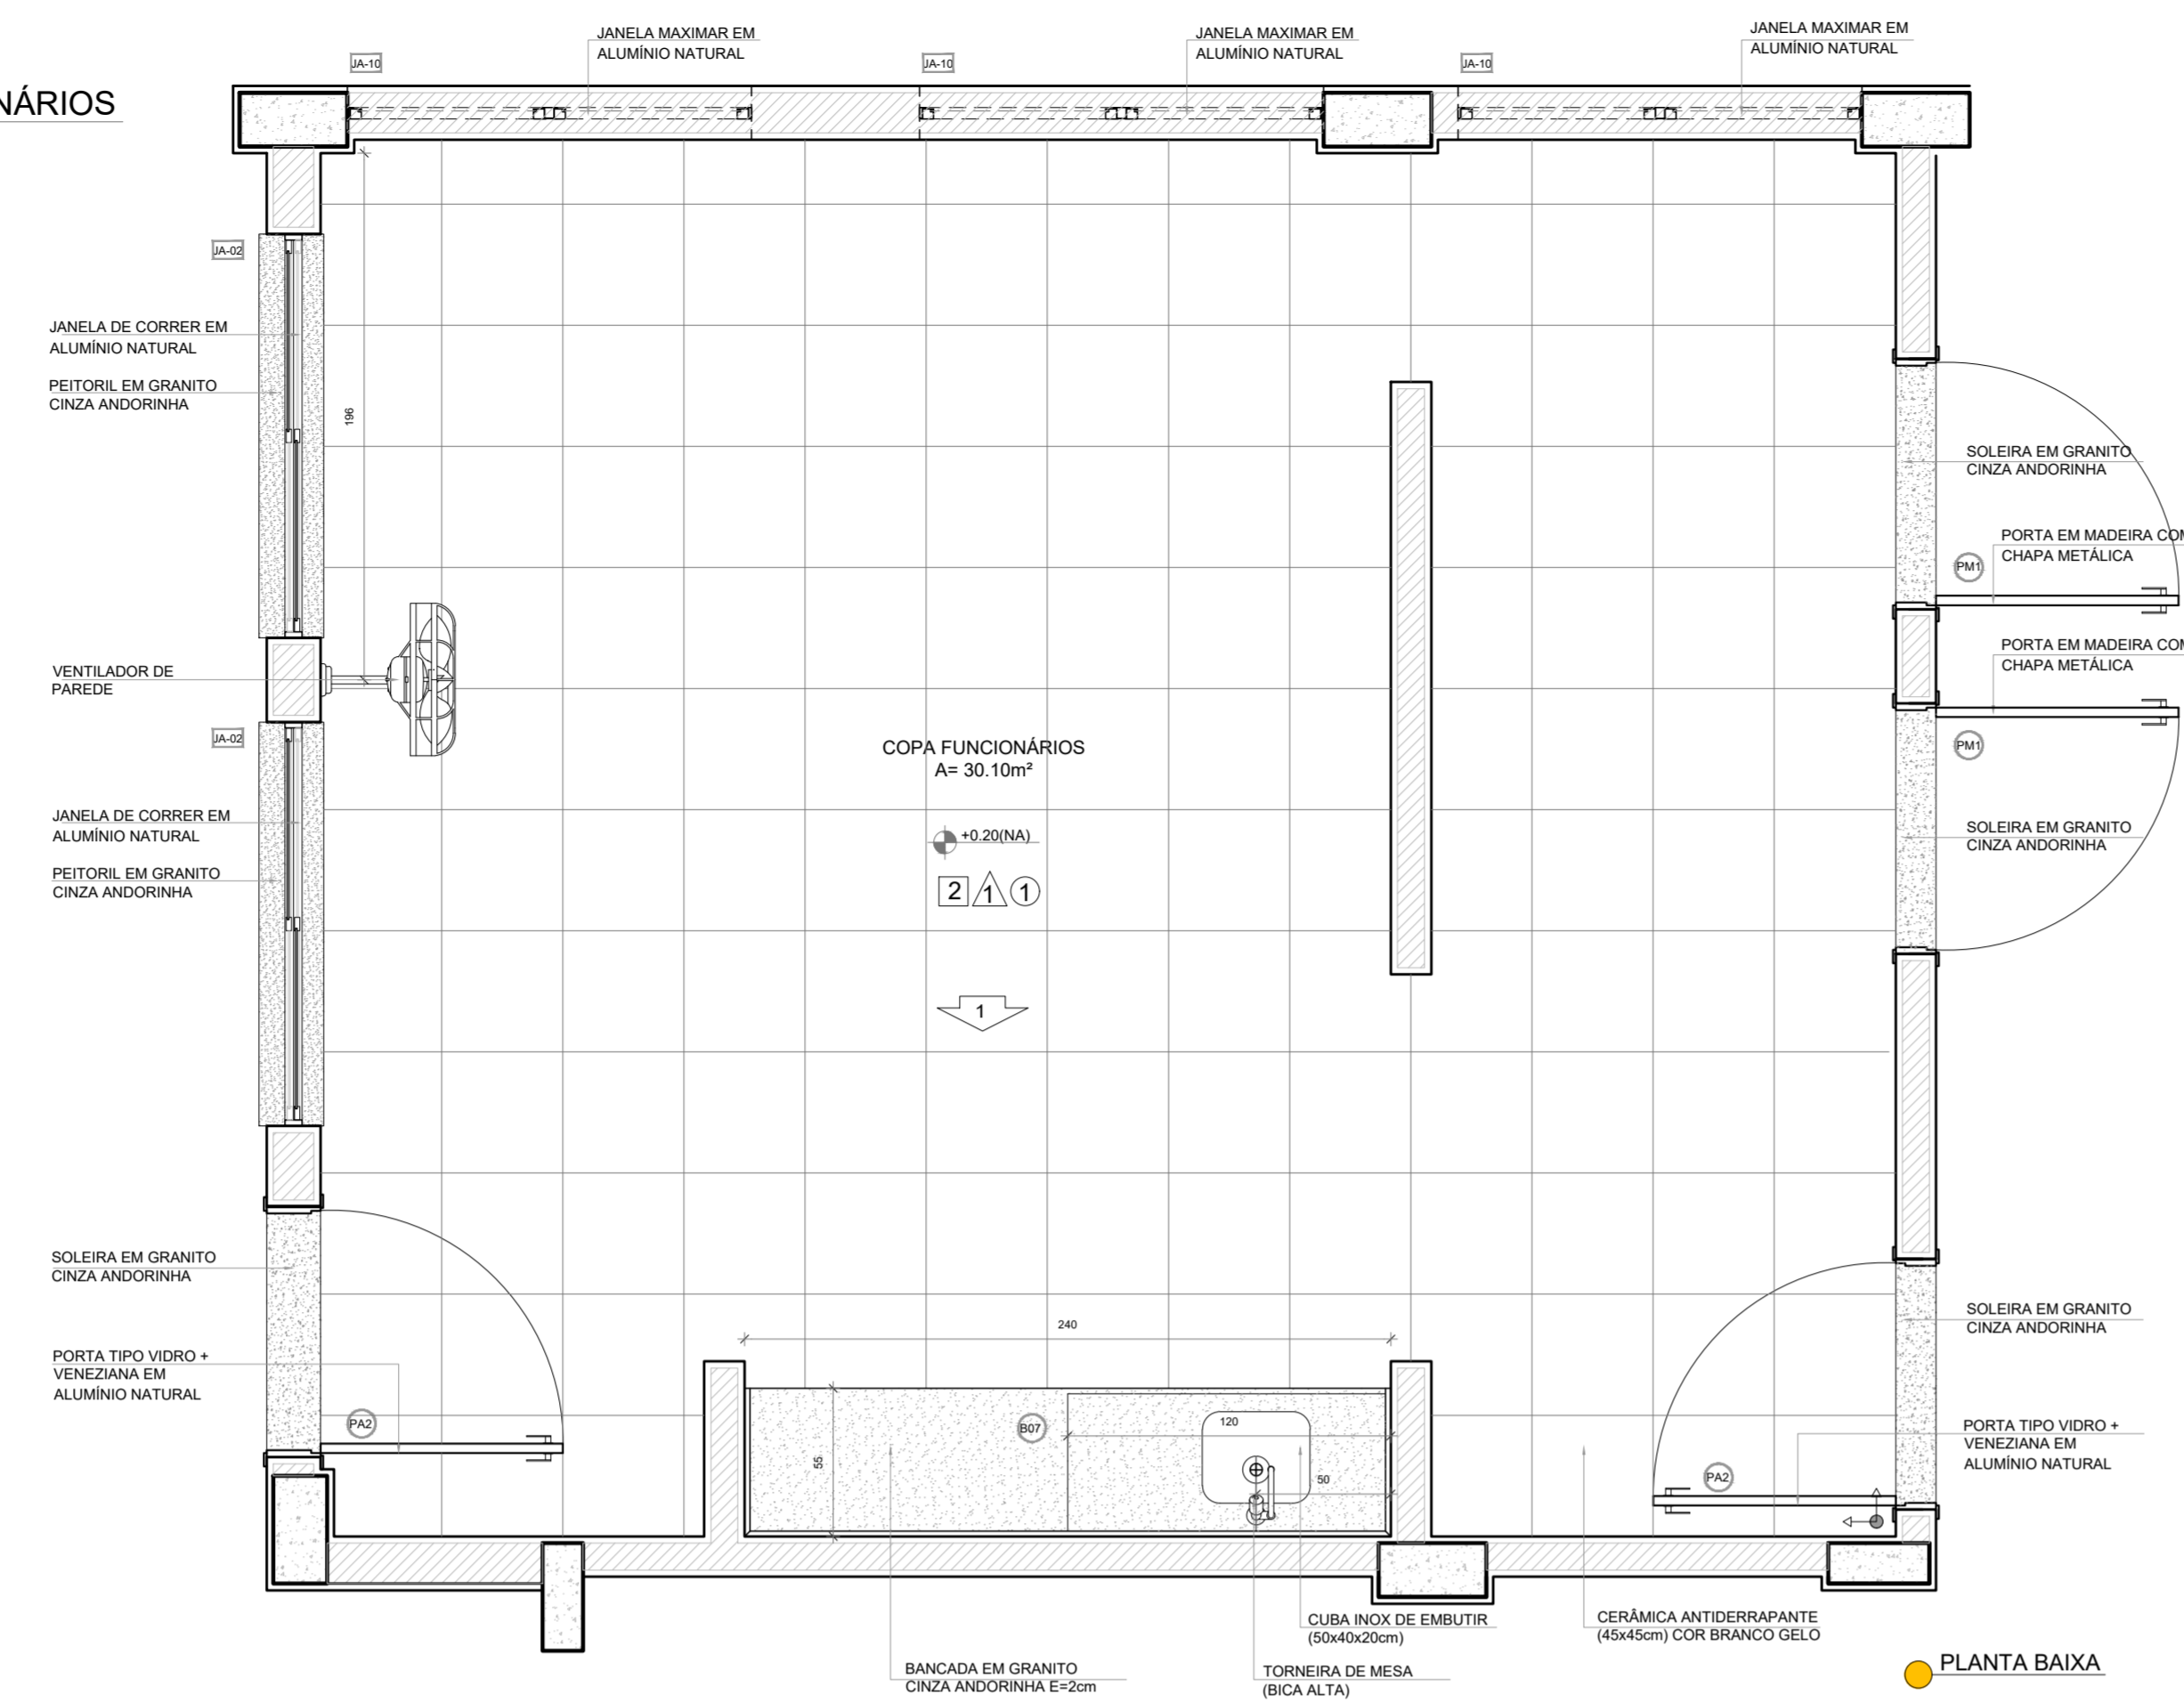 NÁRIOS
JA-10
JANELA MAXIMAR EM
ALUMÍNIO NATURAL
JA-10
JANELA MAXIMAR EM
ALUMÍNIO NATURAL
JA-10
JANELA MAXIMAR EM
ALUMÍNIO NATURAL
JA-02
JANELA DE CORRER EM
ALUMÍNIO NATURAL
PEITORIL EM GRANITO
CINZA ANDORINHA
196
SOLEIRA EM GRANITO
CINZA ANDORINHA
PORTA EM MADEIRA COM
CHAPA METÁLICA
PM1
VENTILADOR DE
PAREDE
PORTA EM MADEIRA COM
CHAPA METÁLICA
PM1
JA-02
COPA FUNCIONÁRIOS
A= 30.10m²
+0.20(NA)
2 1 1
1
JANELA DE CORRER EM
ALUMÍNIO NATURAL
PEITORIL EM GRANITO
CINZA ANDORINHA
SOLEIRA EM GRANITO
CINZA ANDORINHA
SOLEIRA EM GRANITO
CINZA ANDORINHA
PORTA TIPO VIDRO +
VENEZIANA EM
ALUMÍNIO NATURAL
PA2
240
B07
120
55
50
SOLEIRA EM GRANITO
CINZA ANDORINHA
PORTA TIPO VIDRO +
VENEZIANA EM
ALUMÍNIO NATURAL
PA2
CUBA INOX DE EMBUTIR
(50x40x20cm)
CERÂMICA ANTIDERRAPANTE
(45x45cm) COR BRANCO GELO
BANCADA EM GRANITO
CINZA ANDORINHA E=2cm
TORNEIRA DE MESA
(BICA ALTA)
PLANTA BAIXA